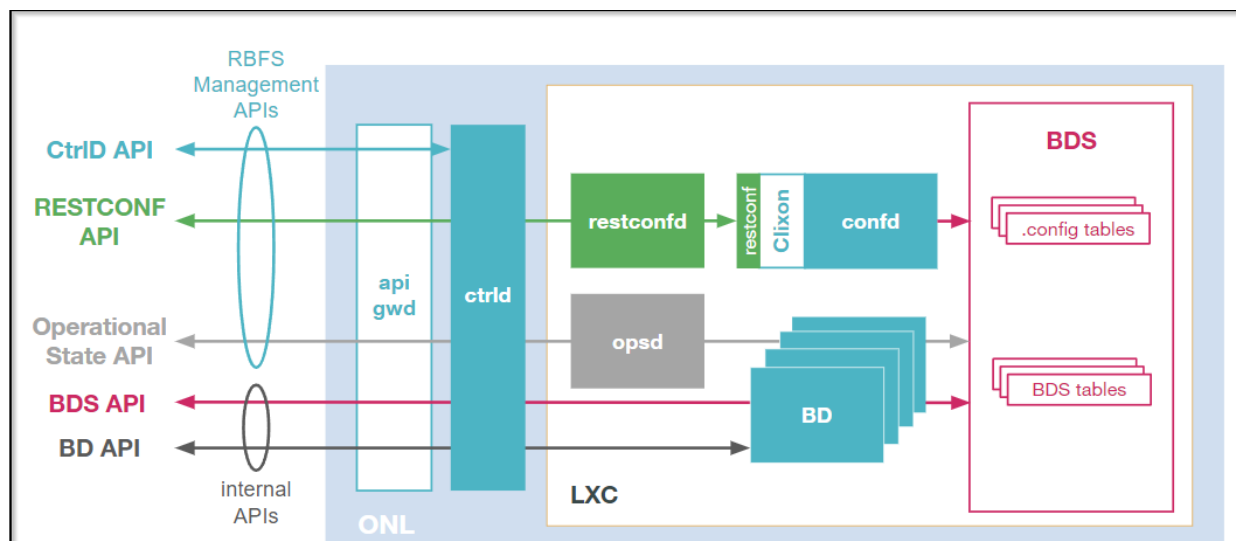 RBFS
Management
APIs
CtrlD API
RESTCONF
API
Operational
State API
BDS API
BD API
internal
APIs
api
gwd
ctrld
ONL
restconfd
restconf
Clixon
confd
opsd
BD
LXC
BDS
.config tables
BDS tables